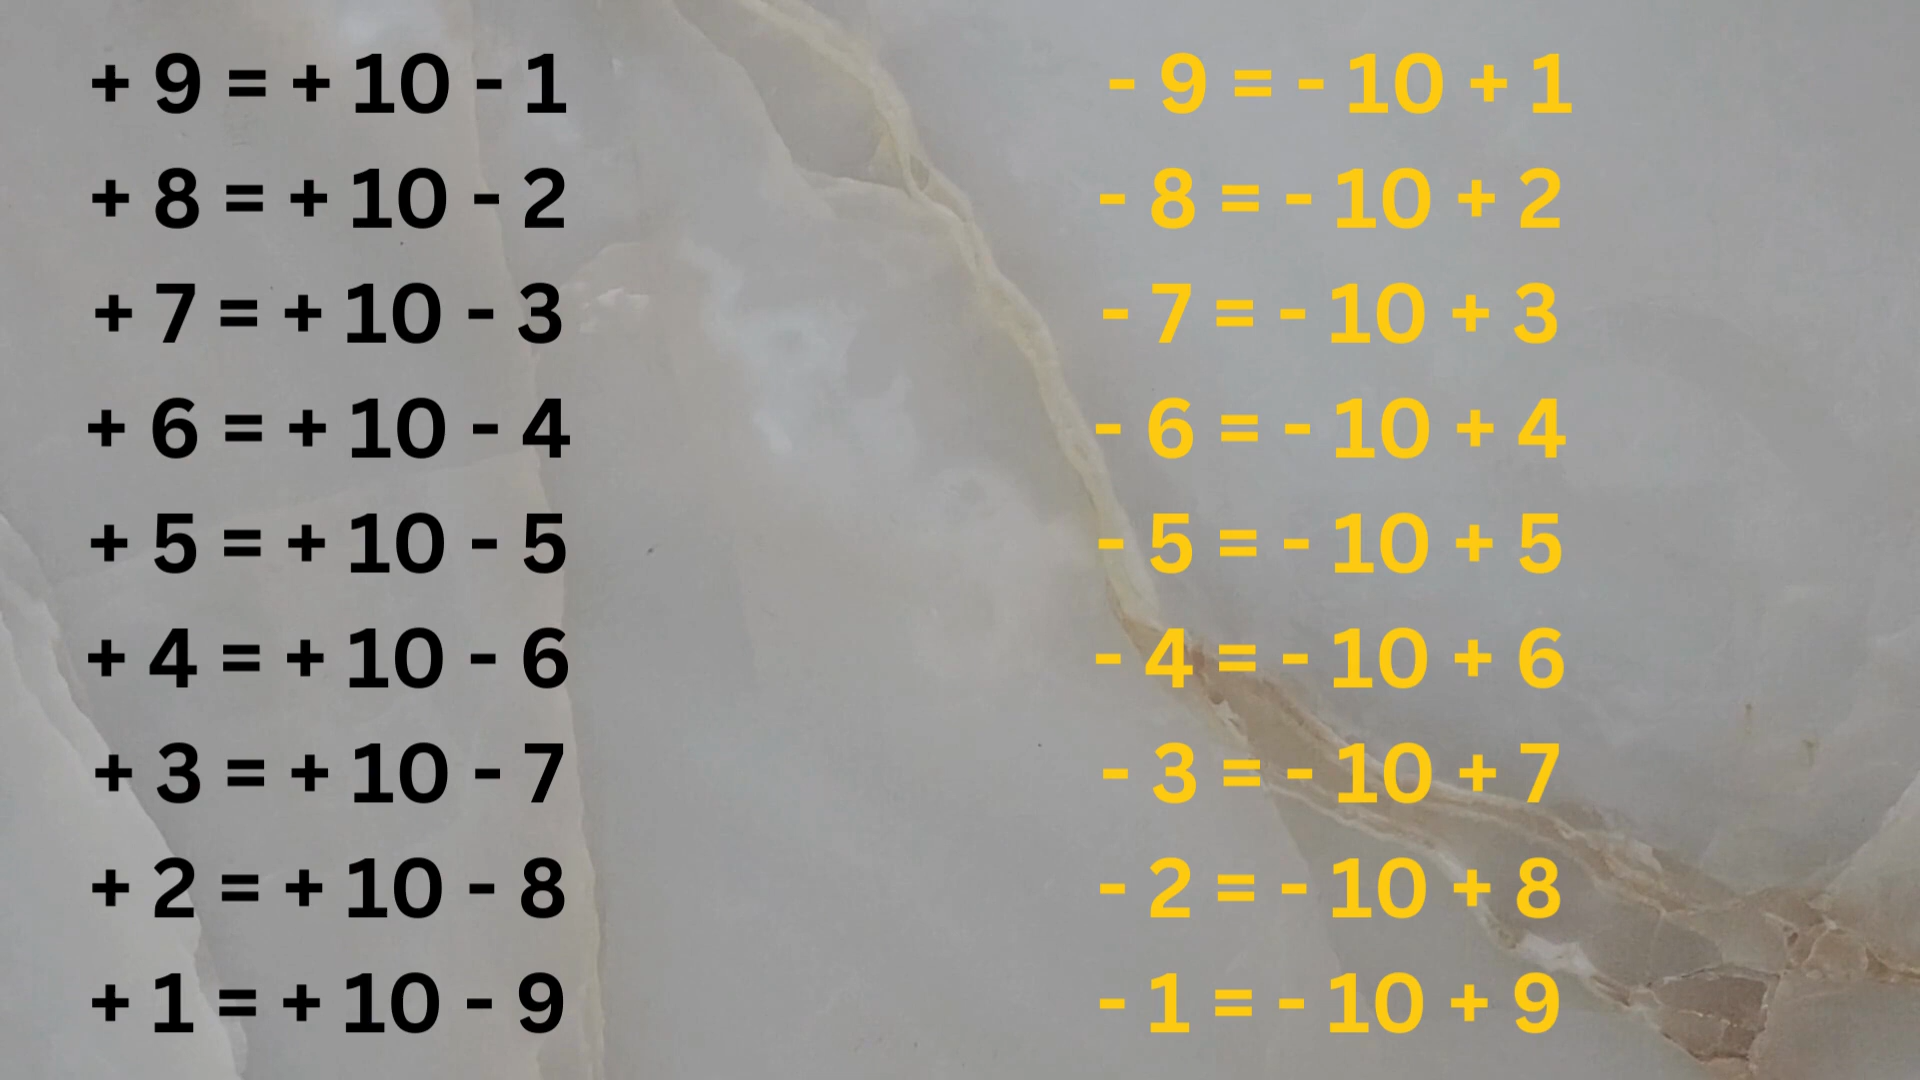 + 9 = + 10 - 1
+ 8 = + 10 - 2
+ 7 = + 10 - 3
+ 6 = + 10 - 4
+ 5 = + 10 - 5
+ 4 = + 10 - 6
+ 3 = + 10 - 7
+ 2 = + 10 - 8
+ 1 = + 10 - 9
- 9 = - 10 + 1
- 8 = - 10 + 2
- 7 = - 10 + 3
- 6 = - 10 + 4
- 5 = - 10 + 5
- 4 = - 10 + 6
- 3 = - 10 + 7
- 2 = - 10 + 8
- 1 = - 10 + 9